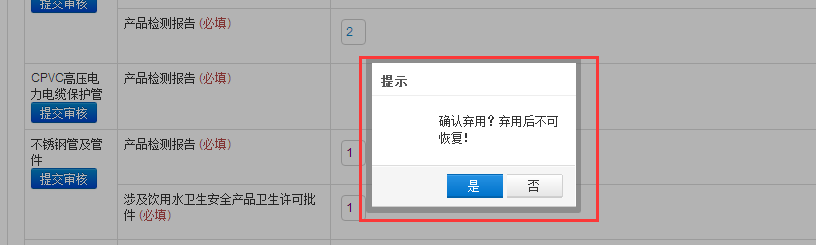 提交审核
产品检测报告 (必填)
2
CPVC高压电
力电缆保护管
提交审核
产品检测报告 (必填)
不锈钢管及管
件
提交审核
产品检测报告 (必填)
1
涉及饮用水卫生安全产品卫生许可批
件 (必填)
1
提示
确认弃用？弃用后不可
恢复!
是
否